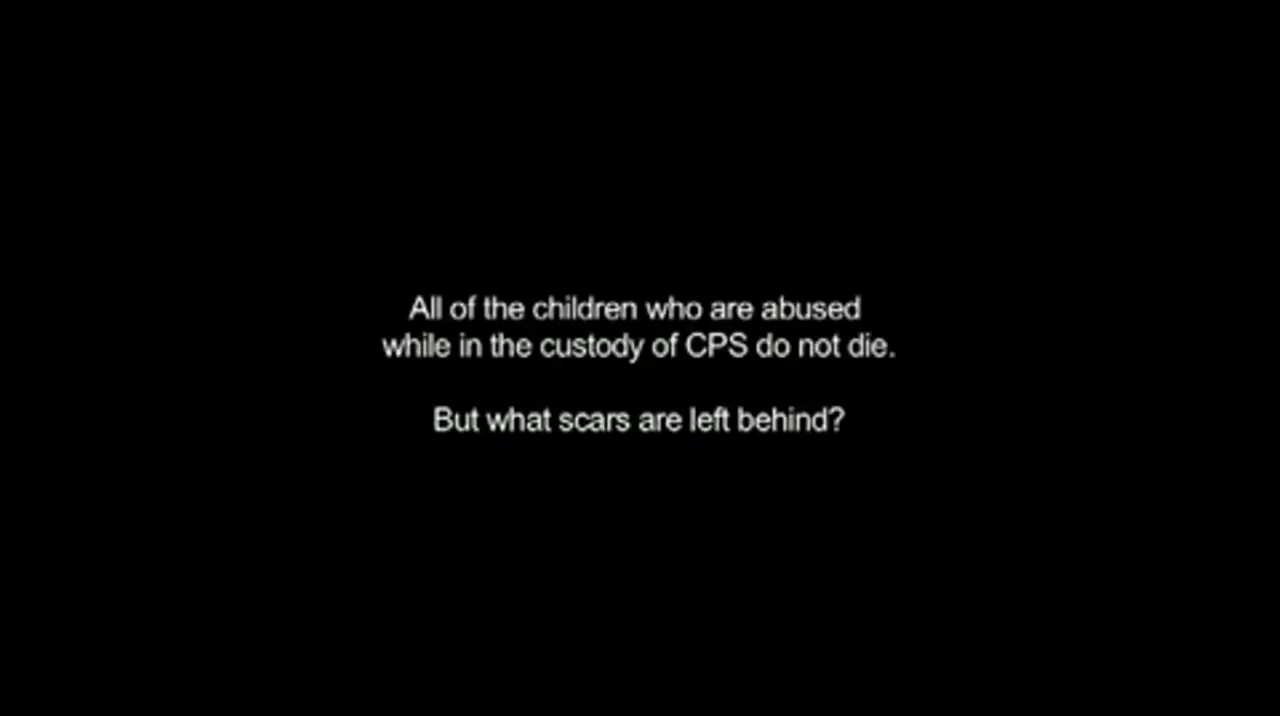 All of the children who are abused
while in the custody of CPS do not die.
But what scars are left behind?